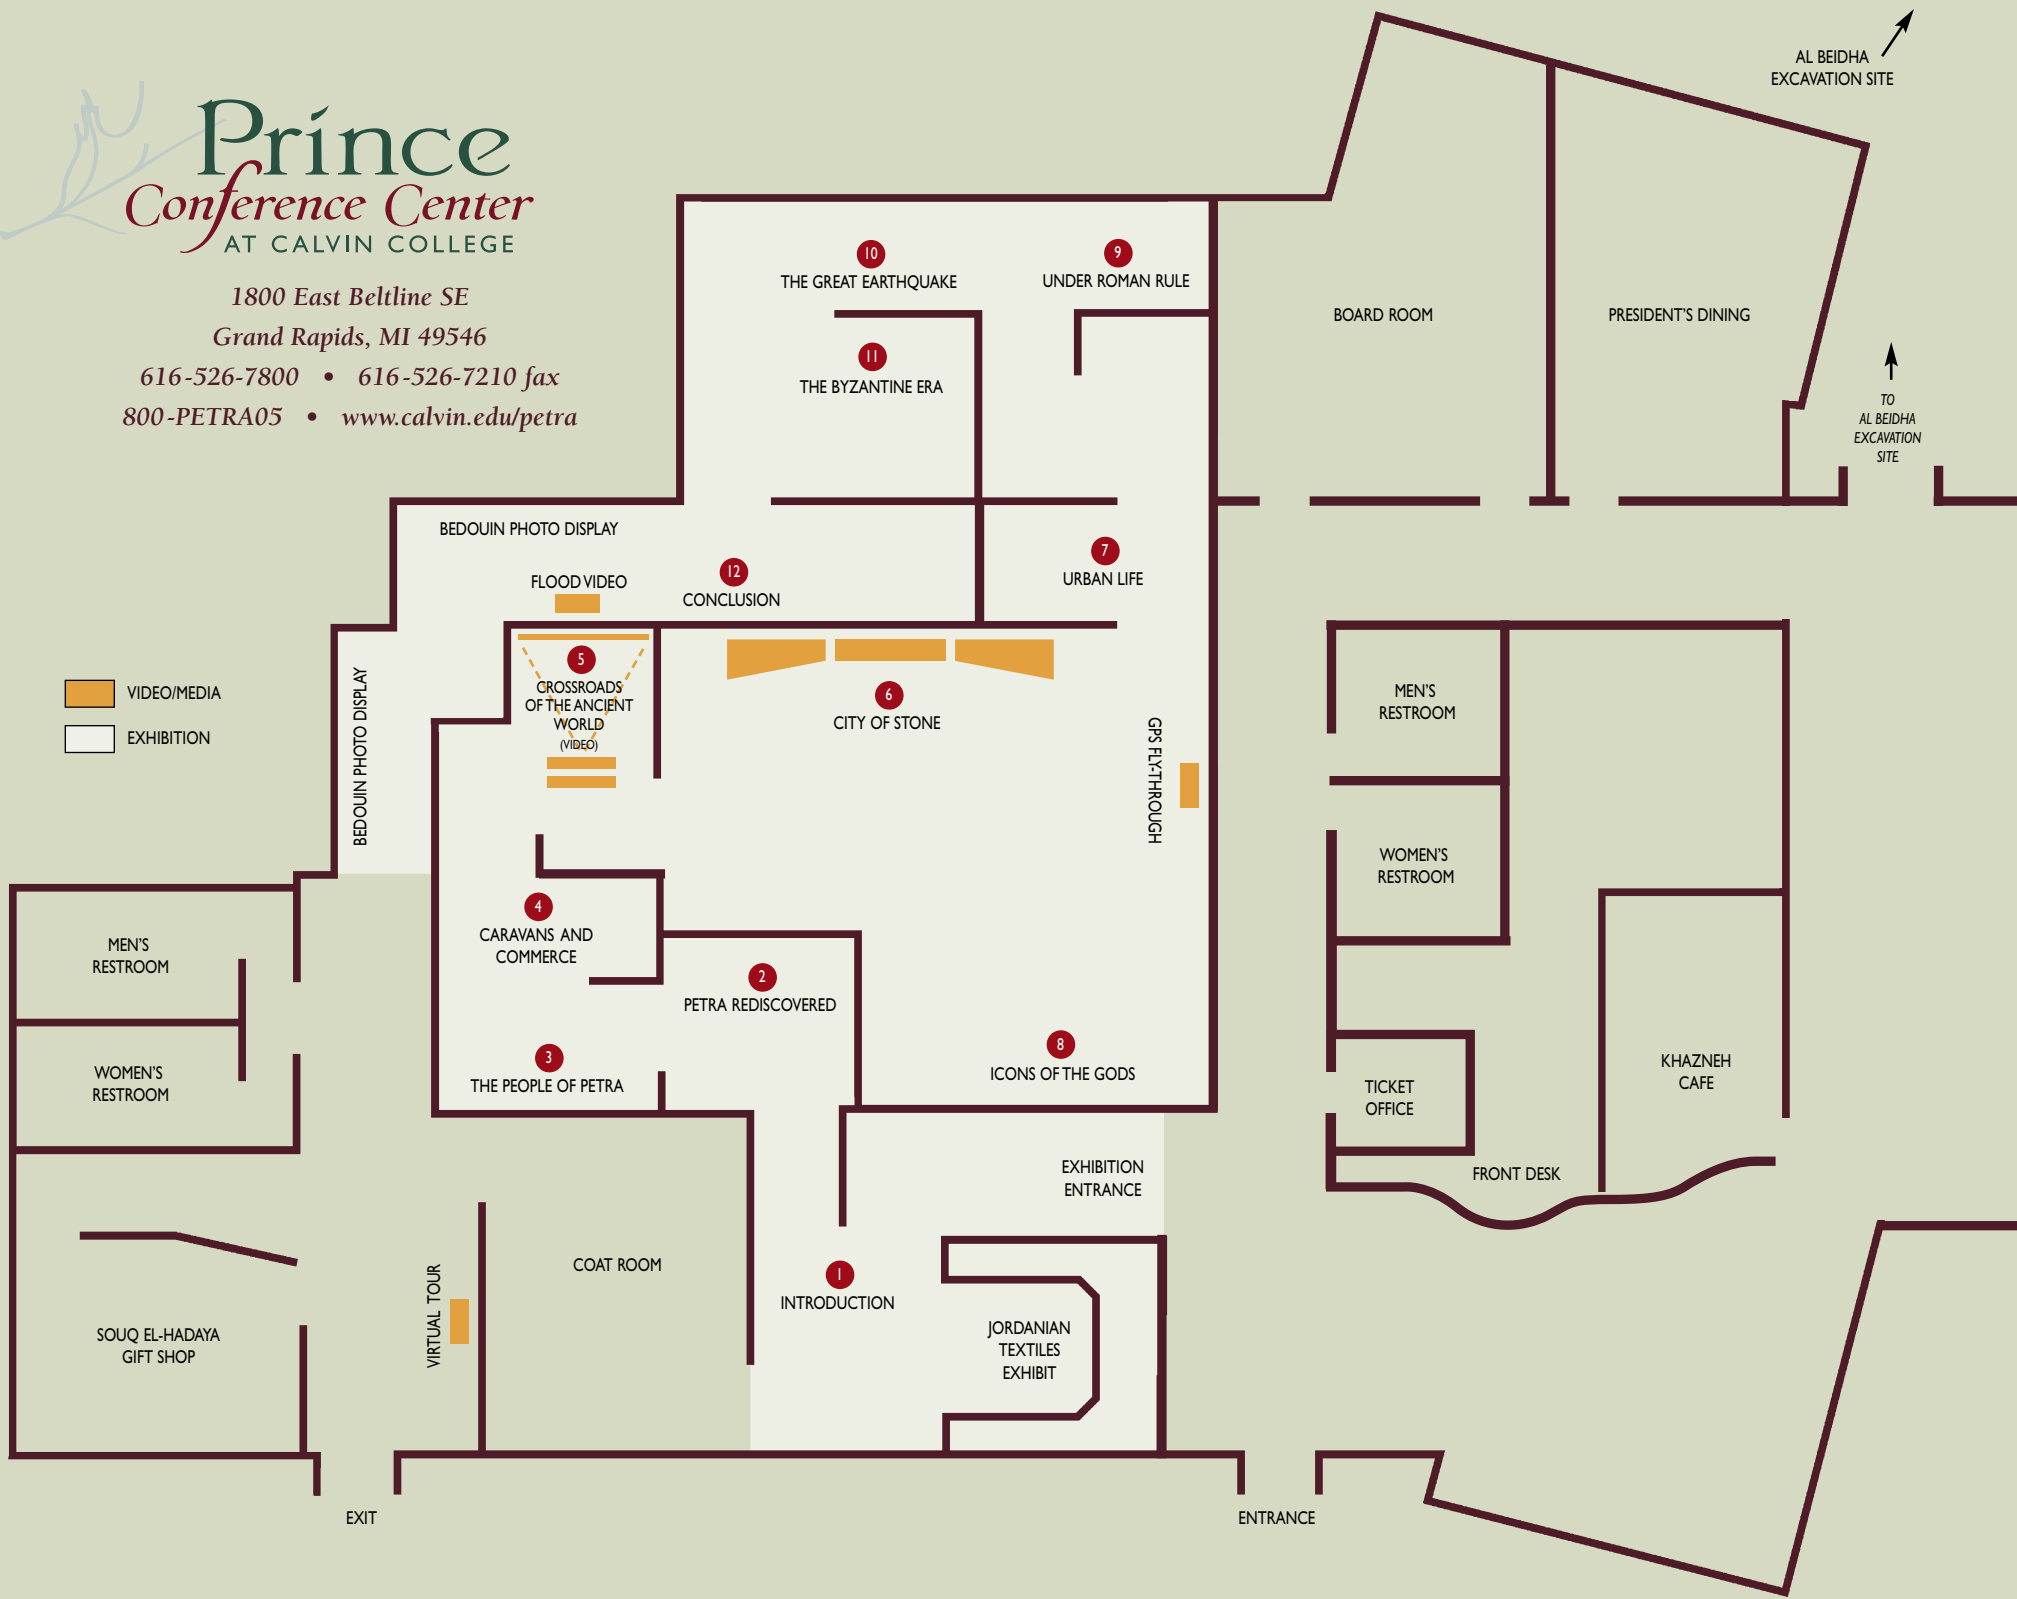 Prince
Conference Center
AT CALVIN COLLEGE
1800 East Beltline SE
Grand Rapids, MI 49546
616-526-7800 • 616-526-7210 fax
800-PETRA05 • www.calvin.edu/petra
AL BEIDHA
EXCAVATION SITE
10
THE GREAT EARTHQUAKE
9
UNDER ROMAN RULE
11
THE BYZANTINE ERA
BOARD ROOM
PRESIDENT'S DINING
TO
AL BEIDHA
EXCAVATION
SITE
BEDOUIN PHOTO DISPLAY
FLOOD VIDEO
12
CONCLUSION
7
URBAN LIFE
5
CROSSROADS
OF THE ANCIENT
WORLD
(VIDEO)
6
CITY OF STONE
GPS FLY-THROUGH
VIDEO/MEDIA
EXHIBITION
BEDOUIN PHOTO DISPLAY
MEN'S
RESTROOM
WOMEN'S
RESTROOM
4
CARAVANS AND
COMMERCE
2
PETRA REDISCOVERED
3
THE PEOPLE OF PETRA
8
ICONS OF THE GODS
MEN'S
RESTROOM
WOMEN'S
RESTROOM
TICKET
OFFICE
KHAZNEH
CAFE
FRONT DESK
EXHIBITION
ENTRANCE
COAT ROOM
1
INTRODUCTION
JORDANIAN
TEXTILES
EXHIBIT
VIRTUAL TOUR
SOUQ EL-HADAYA
GIFT SHOP
EXIT
ENTRANCE